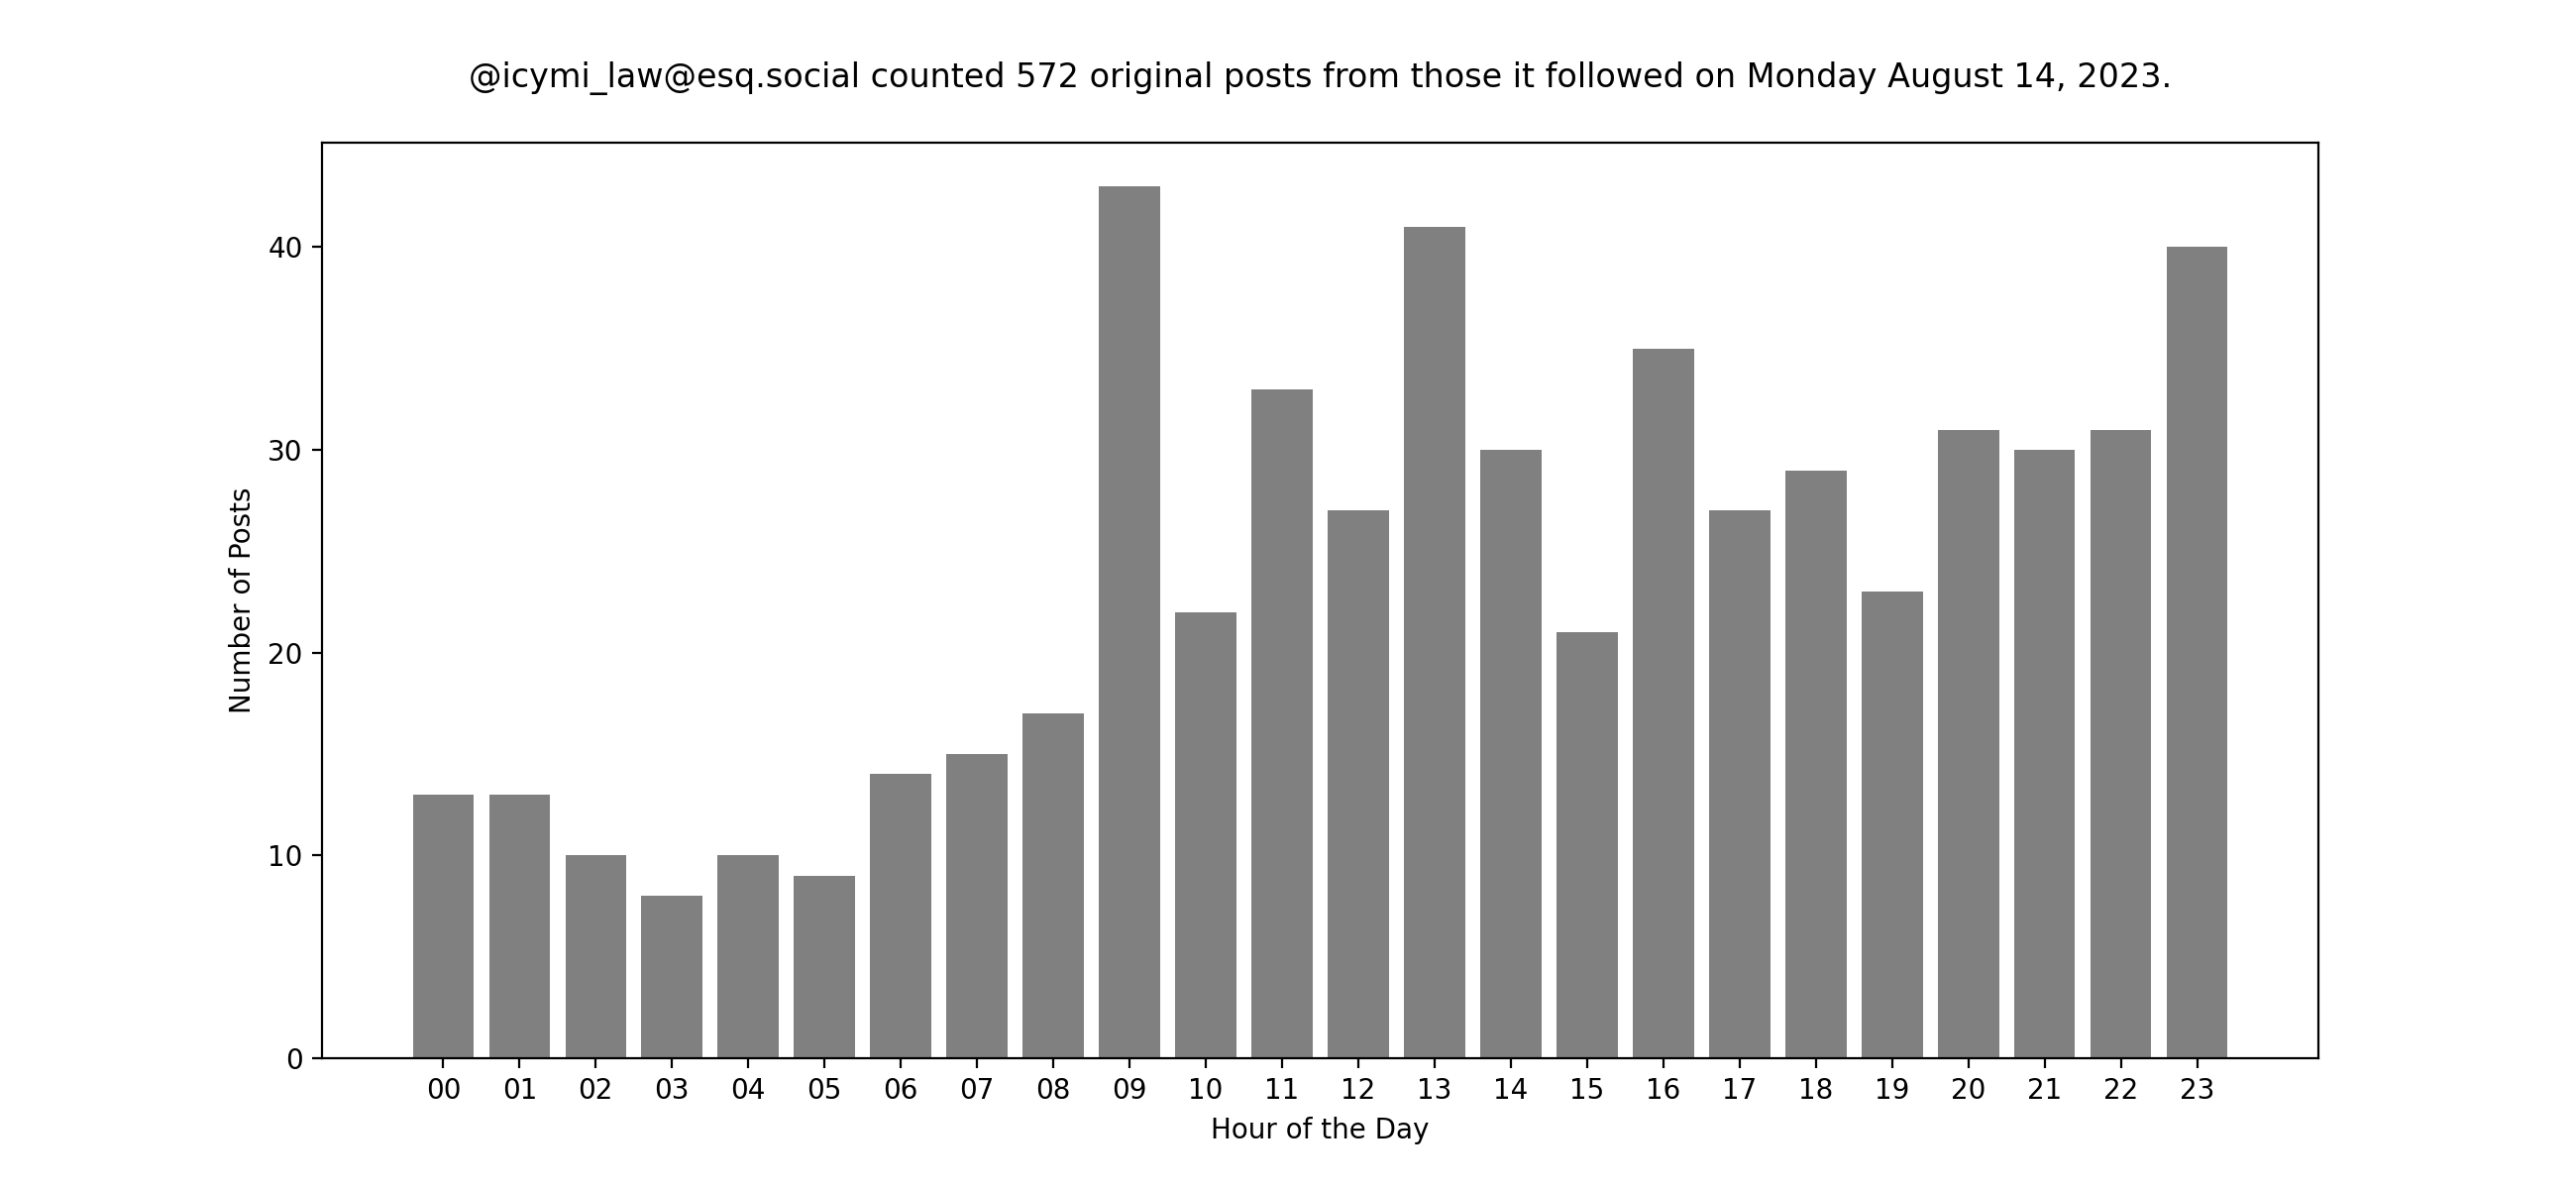 @icymi_law@esq.social counted 572 original posts from those it followed on Monday August 14, 2023.
Number of Posts
40
30
20
10
0
00 01 02 03 04 05 06 07 08 09 10 11 12 13 14 15 16 17 18 19 20 21 22 23
Hour of the Day